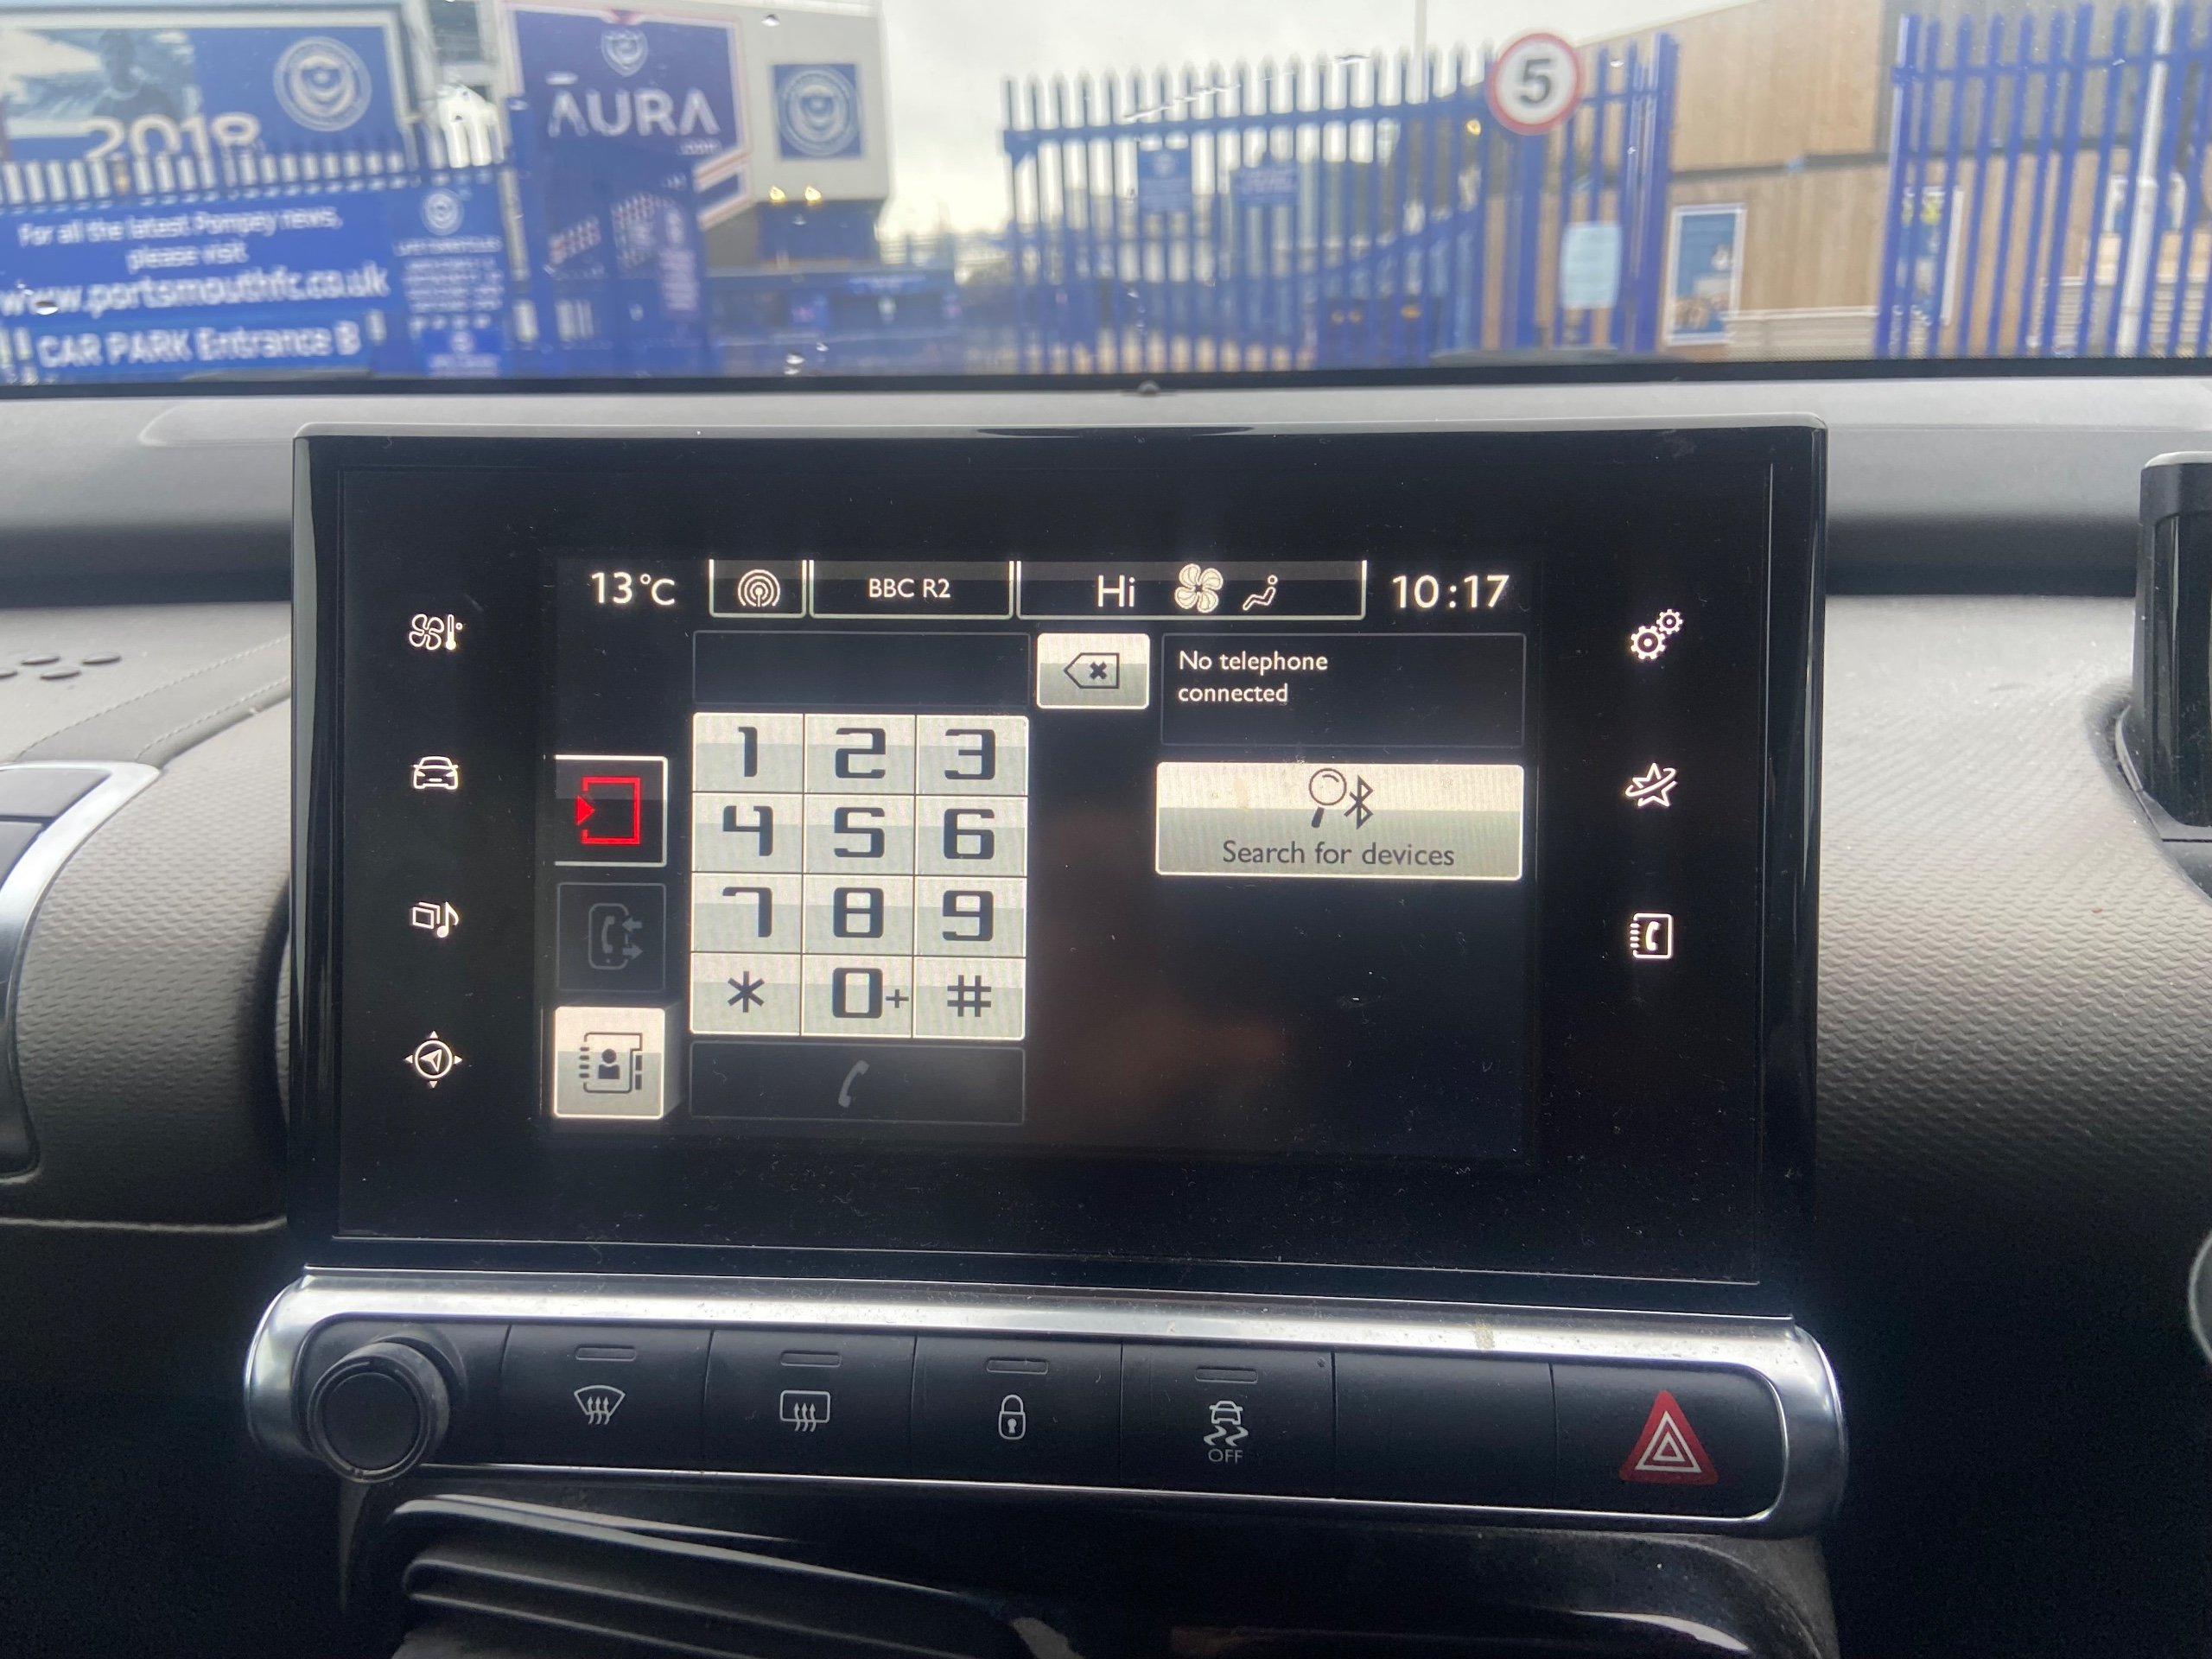 2018
AURA
.com
5
For all the latest Pompey news,
please visit
www.portsmouthfc.co.uk
CAR PARK Entrance B
13°C
BBC R2
Hi
10:17
No telephone
connected
1 2 3
4 5 6
7 8 9
* 0+ #
Search for devices
OFF